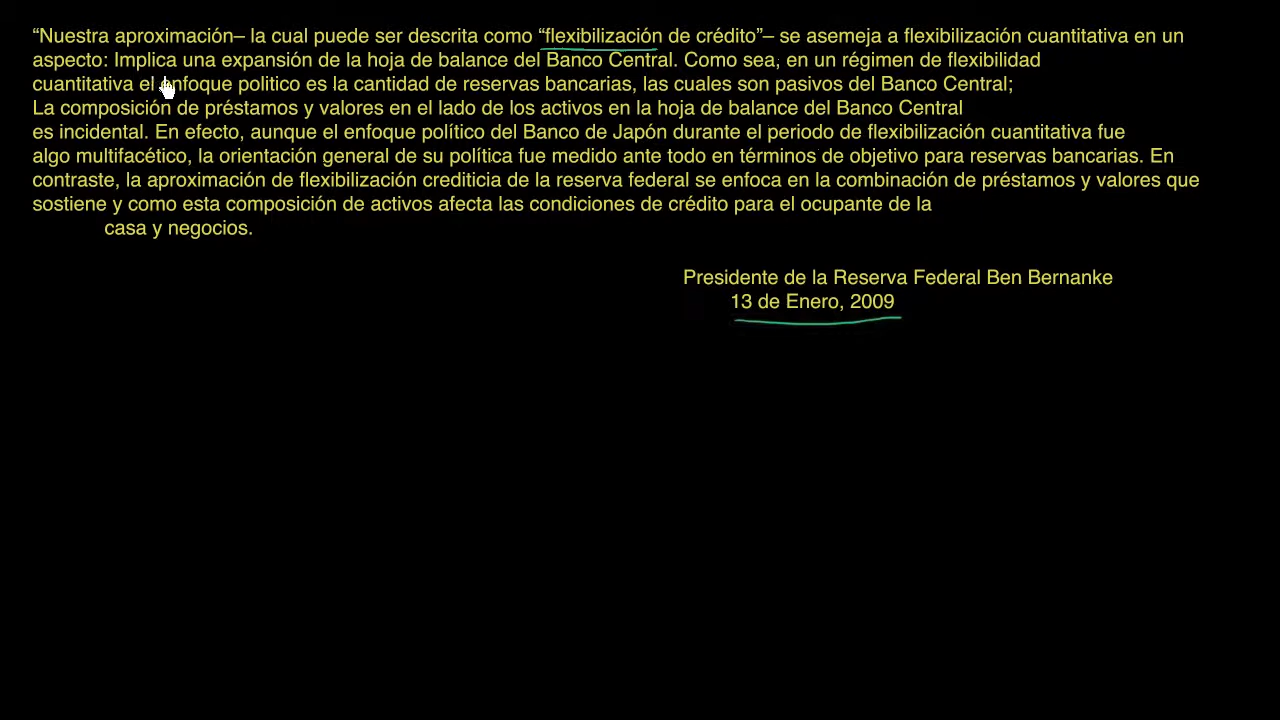 “Nuestra aproximación– la cual puede ser descrita como “flexibilización de crédito”– se asemeja a flexibilización cuantitativa en un
aspecto: Implica una expansión de la hoja de balance del Banco Central. Como sea, en un régimen de flexibilidad
cuantitativa el enfoque politico es la cantidad de reservas bancarias, las cuales son pasivos del Banco Central;
La composición de préstamos y valores en el lado de los activos en la hoja de balance del Banco Central
es incidental. En efecto, aunque el enfoque político del Banco de Japón durante el periodo de flexibilización cuantitativa fue
algo multifacético, la orientación general de su política fue medido ante todo en términos de objetivo para reservas bancarias. En
contraste, la aproximación de flexibilización crediticia de la reserva federal se enfoca en la combinación de préstamos y valores que
sostiene y como esta composición de activos afecta las condiciones de crédito para el ocupante de la
casa y negocios.
Presidente de la Reserva Federal Ben Bernanke
13 de Enero, 2009